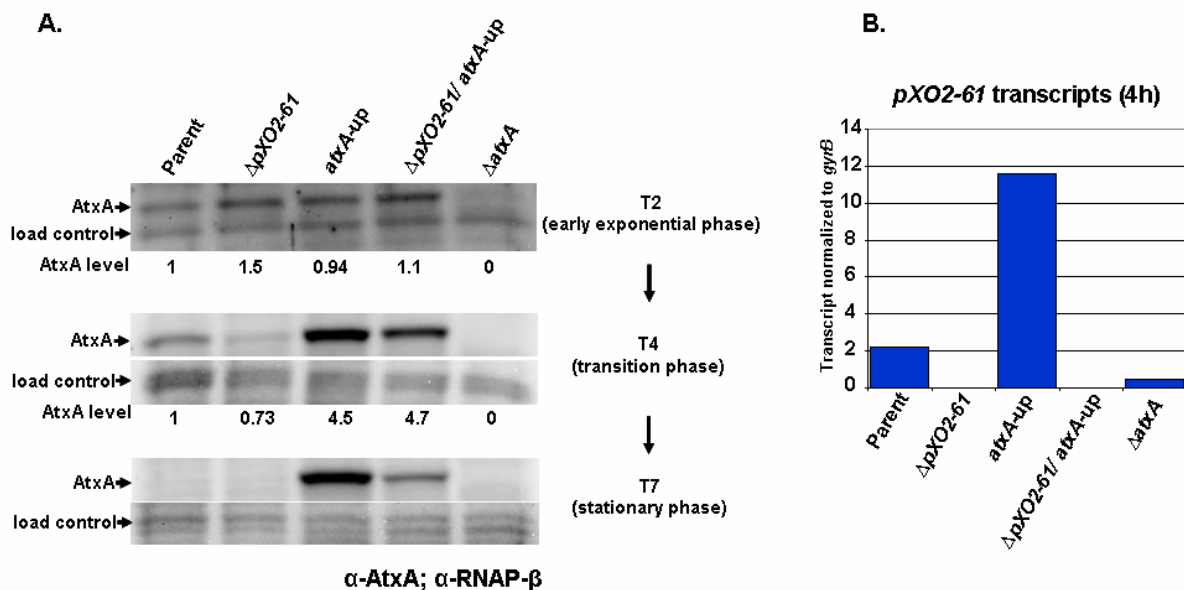 A.
Parent ΔpXO2-61 atxA-up ΔpXO2-61/ atxA-up ΔatxA
AtxA
load control
AtxA level 1 1.5 0.94 1.1 0
T2
(early exponential phase)
AtxA
load control
AtxA level 1 0.73 4.5 4.7 0
T4
(transition phase)
AtxA
load control
T7
(stationary phase)
α-AtxA; α-RNAP-β
B.
pXO2-61 transcripts (4h)
Transcript normalized to gyrB
14
12
10
8
6
4
2
0
Parent ΔpXO2-61 atxA-up ΔpXO2-61/ atxA-up ΔatxA